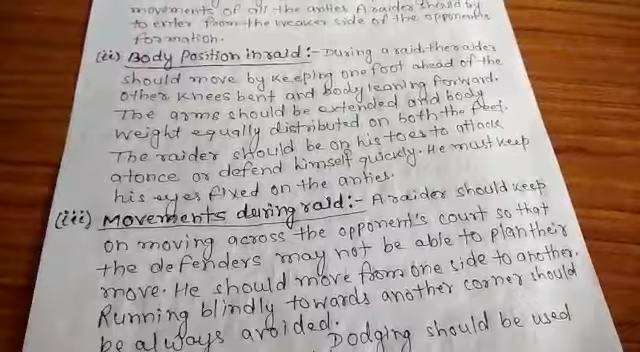 movements of all the anties A raider should try
to enter from the weaker side of the opponent's
formation.
(ii) Body Position in raid :- During a raid the raider
should move by keeping one foot ahead of the
other knees bent and body leaning forward.
The arms should be extended and body
weight equally distributed on both the feet.
The raider should be on his toes to attack
atonce or defend himself quickly. He must keep
his eyes fixed on the anties.
(iii) Movements during raid :- A raider should keep
on moving across the opponent's court so that
the defenders may not be able to plan their
move. He should move from one side to another.
Running blindly towards another corner should
be always avoided.
Dodging should be used